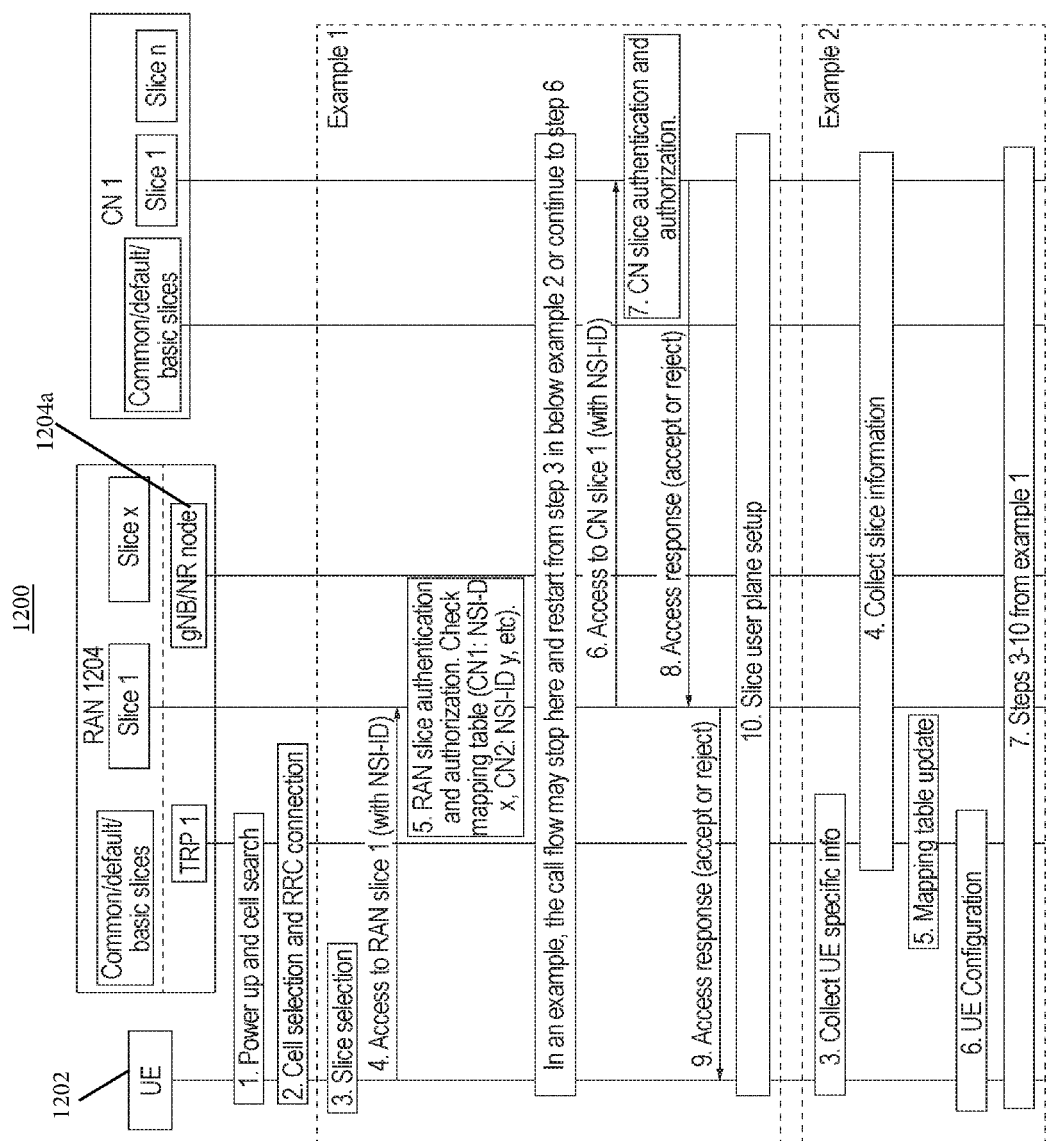 1200
1202
UE
RAN 1204
Common/default/
basic slices
Slice 1
Slice x
TRP 1
gNB/NR node
1204a
CN 1
Common/default/
basic slices
Slice 1
Slice n
1. Power up and cell search
2. Cell selection and RRC connection
Example 1
3. Slice selection
4. Access to RAN slice 1 (with NSI-ID)
5. RAN slice authentication
and authorization. Check
mapping table (CN1: NSI-D
x, CN2: NSI-ID y, etc).
In an example, the call flow may stop here and restart from step 3 in below example 2 or continue to step 6
6. Access to CN slice 1 (with NSI-ID)
7. CN slice authentication and
authorization.
8. Access response (accept or reject)
9. Access response (accept or reject)
10. Slice user plane setup
Example 2
3. Collect UE specific info
4. Collect slice information
5. Mapping table update
6. UE Configuration
7. Steps 3-10 from example 1